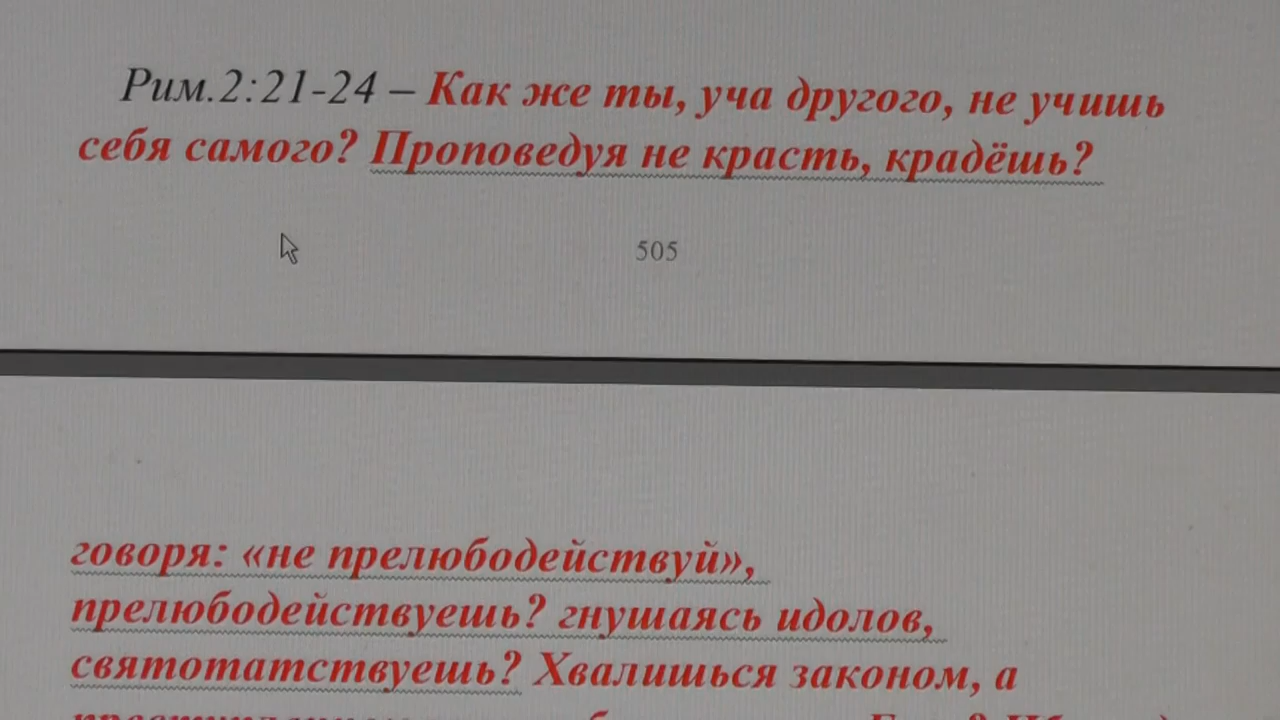 Рим.2:21-24 – Как же ты, уча другого, не учишь
себя самого? Проповедуя не красть, крадёшь?
505
говоря: «не прелюбодействуй»,
прелюбодействуешь? гнушаясь идолов,
святотатствуешь? Хвалишься законом, а